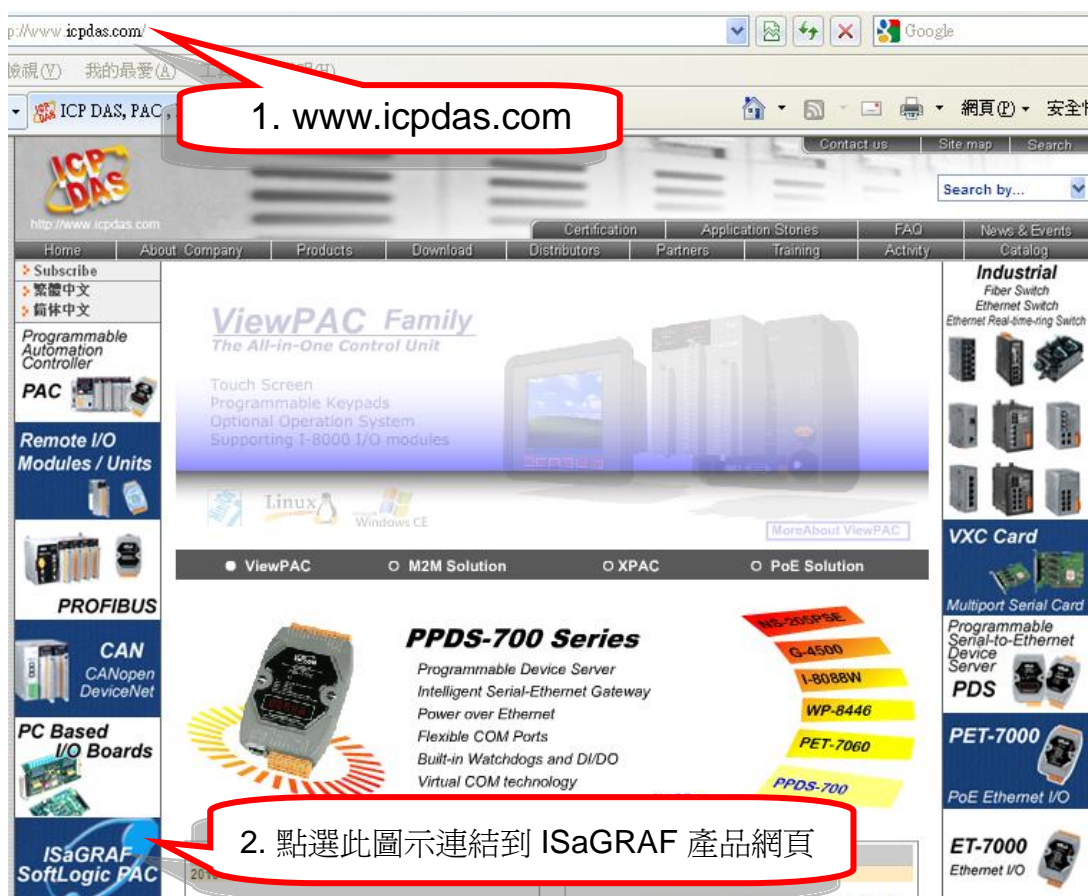 p://www.icpdas.com/
Google
檢視(V) 我的最愛(A)
ICP DAS, PAC,
網頁(P)
安全
1. www.icpdas.com
Contact us
Site map
Search
ICP DAS
http://www.icpdas.com
Search by...
Certification
Application Stories
FAQ
News & Events
Home
About Company
Products
Download
Distributors
Partners
Training
Activity
Catalog
Subscribe
繁體中文
简体中文
Programmable
Automation
Controller
PAC
Remote I/O
Modules / Units
PROFIBUS
CAN
CANopen
DeviceNet
PC Based
I/O Boards
ISaGRAF
SoftLogic PAC
ViewPAC Family
The All-in-One Control Unit
Touch Screen
Programmable Keypads
Optional Operation System
Supporting I-8000 I/O modules
Linux
Windows CE
MoreAbout ViewPAC
ViewPAC
M2M Solution
XPAC
PoE Solution
PPDS-700 Series
Programmable Device Server
Intelligent Serial-Ethernet Gateway
Power over Ethernet
Flexible COM Ports
Built-in Watchdogs and DI/DO
Virtual COM technology
NS-205PSE
G-4500
I-8088W
WP-8446
PET-7060
PPDS-700
2. 點選此圖示連結到 ISaGRAF 產品網頁
Industrial
Fiber Switch
Ethernet Switch
Ethernet Real-time-ring Switch
VXC Card
Multiport Serial Card
Programmable
Serial-to-Ethernet
Device
Server
PDS
PET-7000
PoE Ethernet I/O
ET-7000
Ethernet I/O